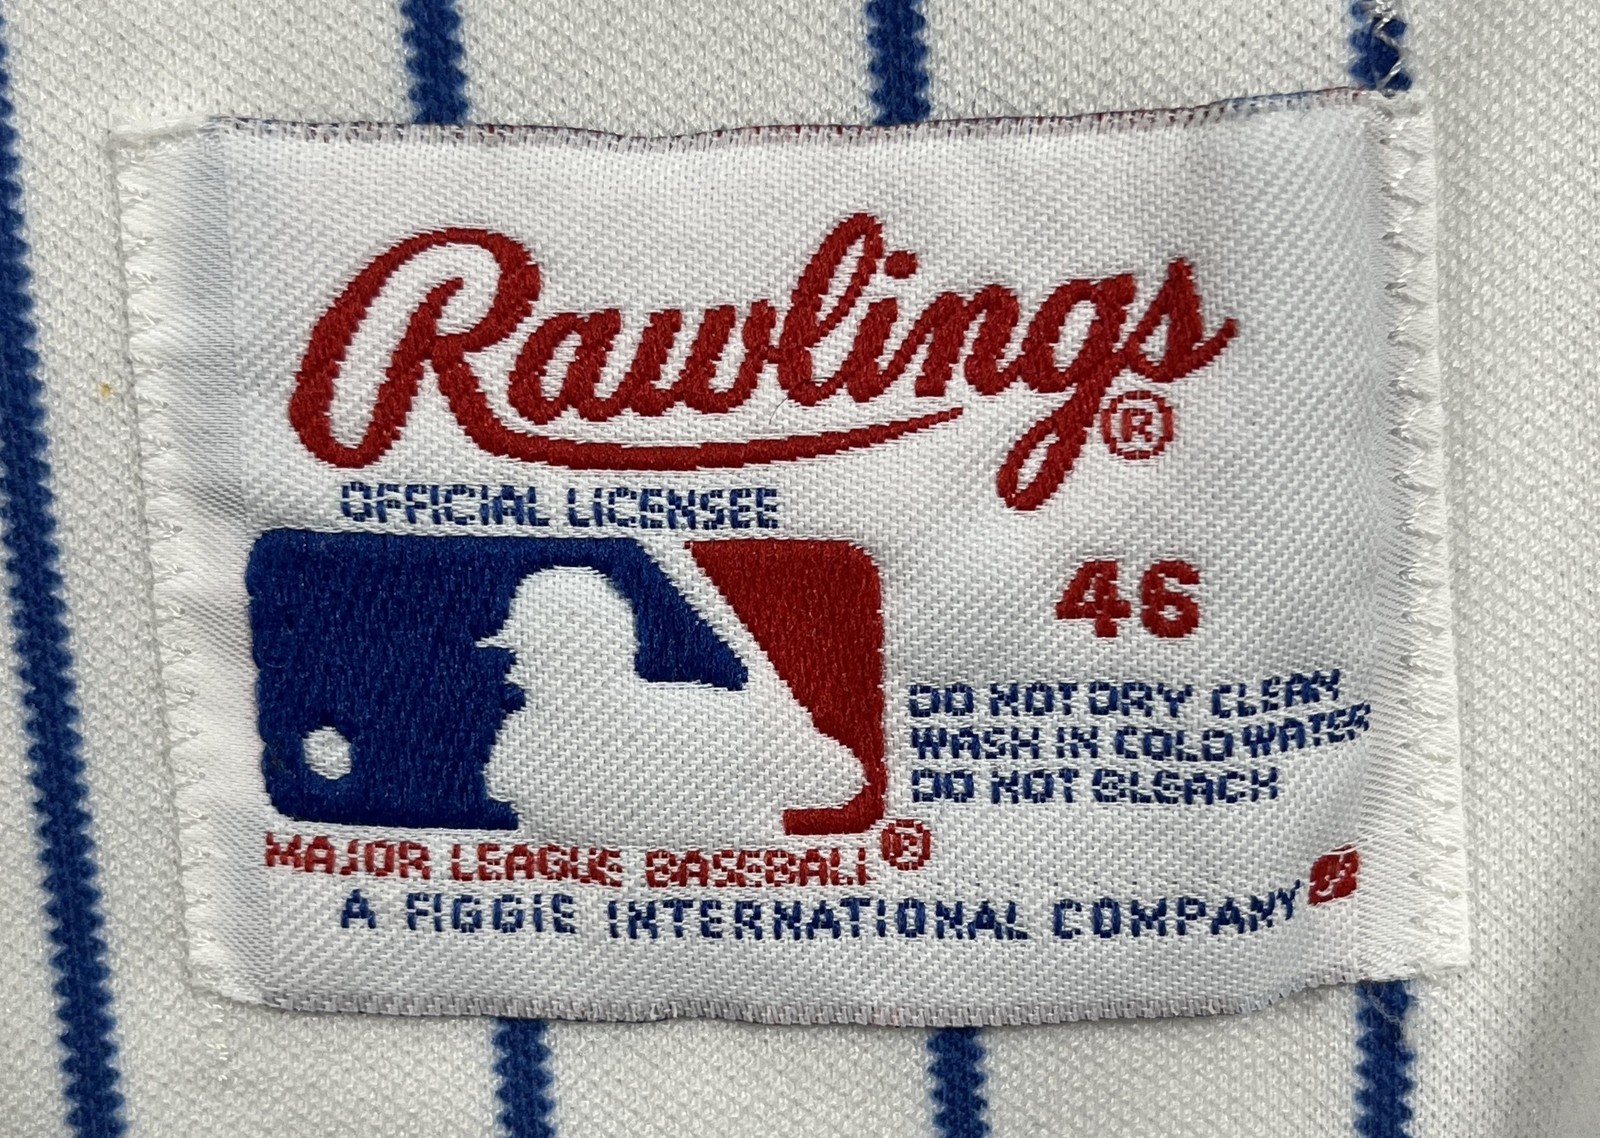 Rawlings®
OFFICIAL LICENSEE
46
DO NOT DRY CLEAN
WASH IN COLD WATER
DO NOT BLEACH
MAJOR LEAGUE BASEBALL®
A FIGGIE INTERNATIONAL COMPANY